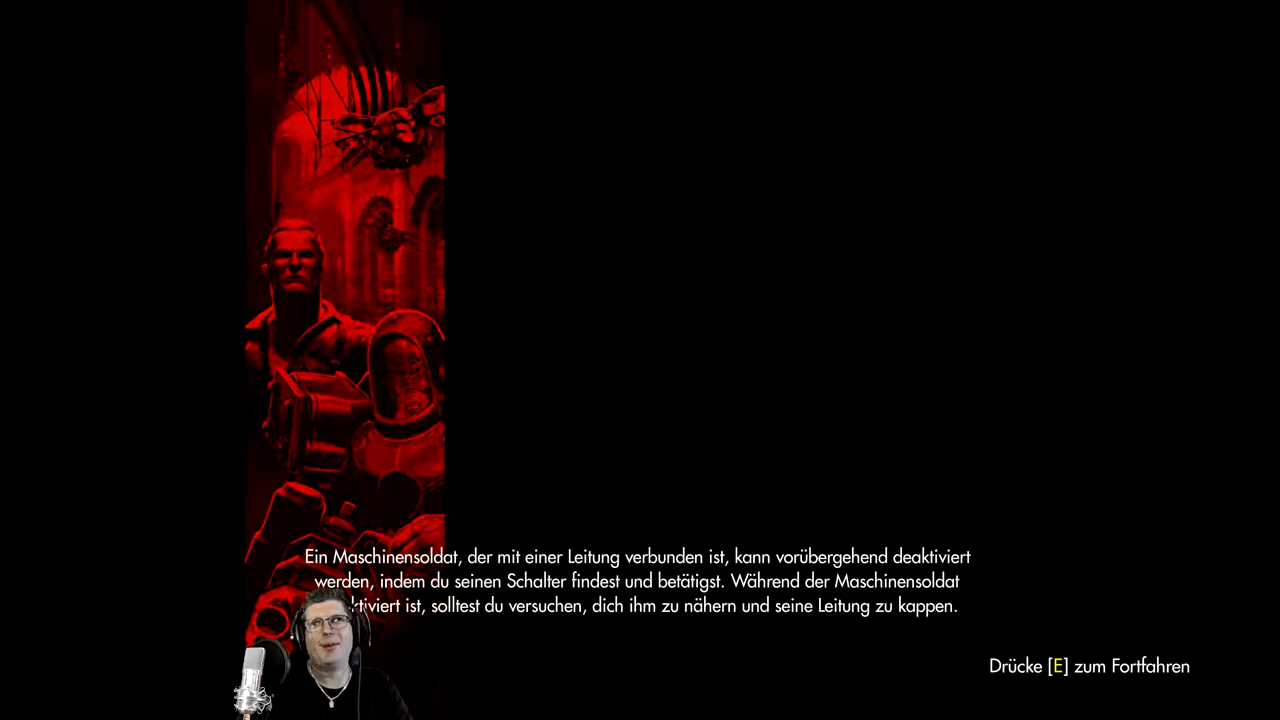 Ein Maschinensoldat, der mit einer Leitung verbunden ist, kann vorübergehend deaktiviert
werden, indem du seinen Schalter findest und betätigst. Während der Maschinensoldat
ist, solltest du versuchen, dich ihm zu nähern und seine Leitung zu kappen.
Drücke [E] zum Fortfahren